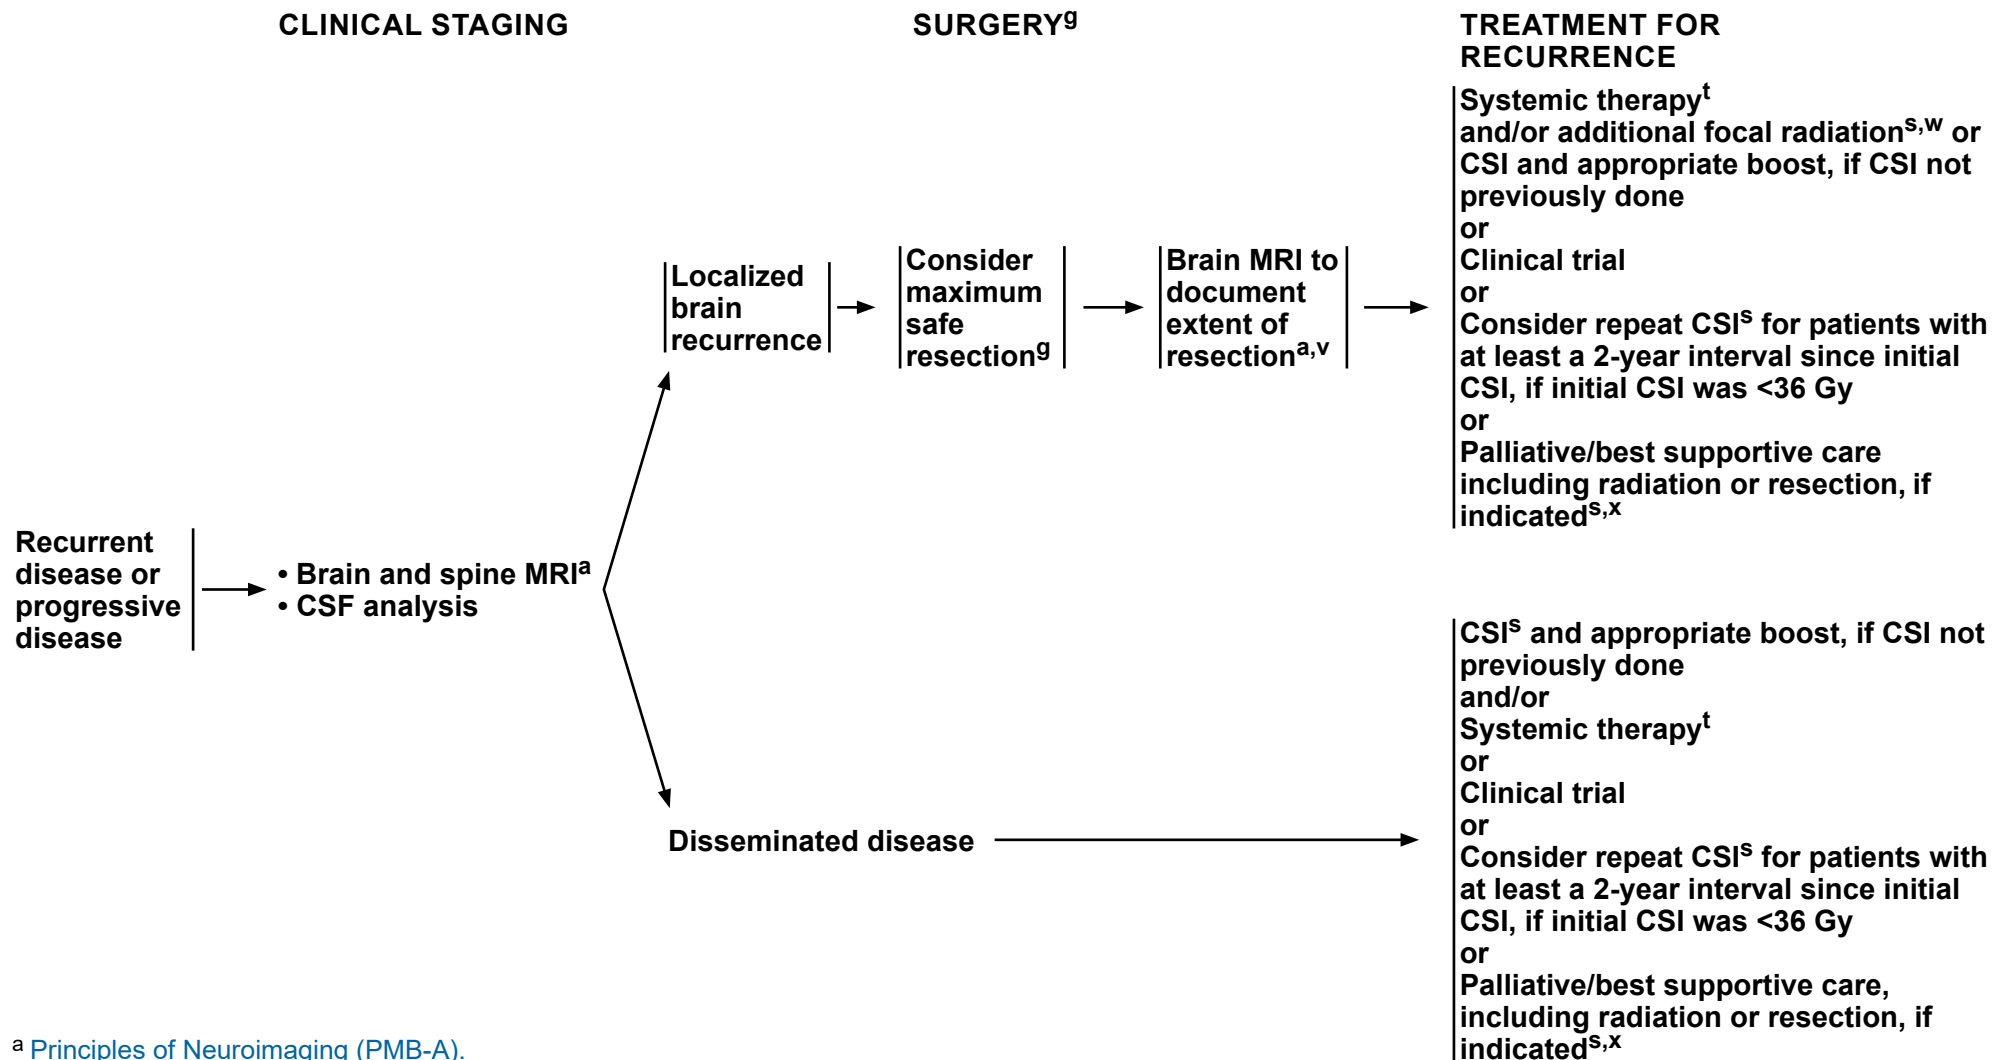 CLINICAL STAGING
SURGERYg
TREATMENT FOR
RECURRENCE
Recurrent
disease or
progressive
disease
• Brain and spine MRIa
• CSF analysis
Localized
brain
recurrence
Consider
maximum
safe
resectiong
Brain MRI to
document
extent of
resectiona,v
Systemic therapyt
and/or additional focal radiations,w or
CSI and appropriate boost, if CSI not
previously done
or
Clinical trial
or
Consider repeat CSIs for patients with
at least a 2-year interval since initial
CSI, if initial CSI was <36 Gy
or
Palliative/best supportive care
including radiation or resection, if
indicateds,x
Disseminated disease
CSIs and appropriate boost, if CSI not
previously done
and/or
Systemic therapyt
or
Clinical trial
or
Consider repeat CSIs for patients with
at least a 2-year interval since initial
CSI, if initial CSI was <36 Gy
or
Palliative/best supportive care,
including radiation or resection, if
indicateds,x
a Principles of Neuroimaging (PMB-A).